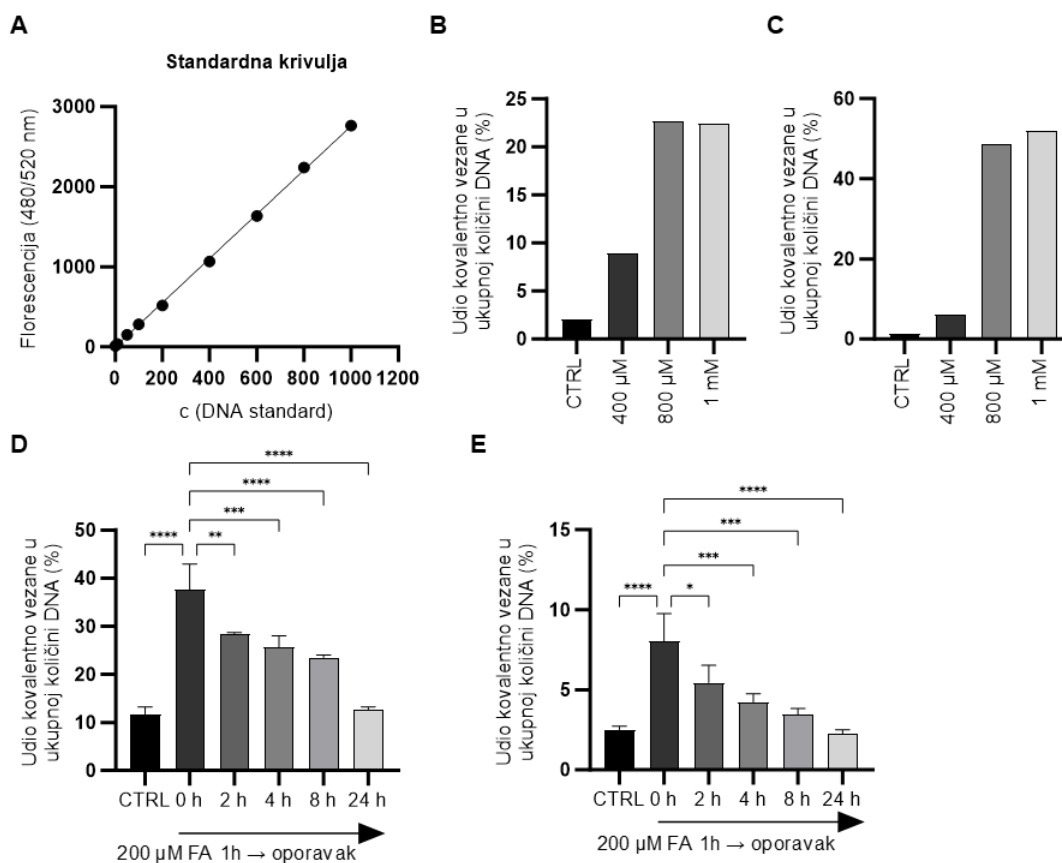 A
Standardna krivulja
Florescencija (480/520 nm)
3000
2000
1000
0
0 200 400 600 800 1000 1200
c (DNA standard)
B
Udio kovalentno vezane u
ukupnoj količini DNA (%)
25
20
15
10
5
0
CTRL
400 µM
800 µM
1 mM
C
Udio kovalentno vezane u
ukupnoj količini DNA (%)
60
40
20
0
CTRL
400 µM
800 µM
1 mM
D
Udio kovalentno vezane u
ukupnoj količini DNA (%)
50
40
30
20
10
0
****
****
***
**** **
CTRL 0 h 2 h 4 h 8 h 24 h
200 µM FA 1h → oporavak
E
Udio kovalentno vezane u
ukupnoj količini DNA (%)
15
10
5
0
****
***
***
**** *
CTRL 0 h 2 h 4 h 8 h 24 h
200 µM FA 1h → oporavak